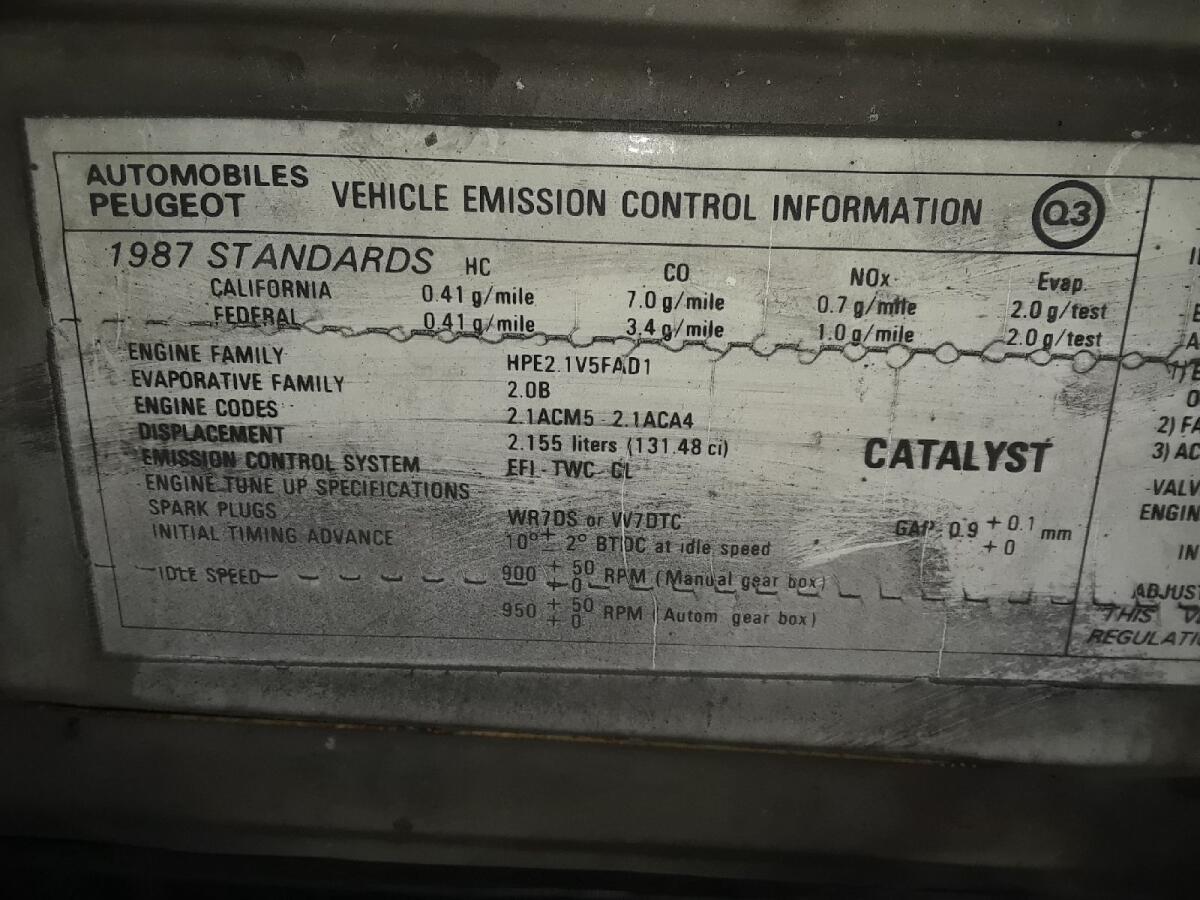 AUTOMOBILES PEUGEOT VEHICLE EMISSION CONTROL INFORMATION Q3
1987 STANDARDS HC CO NOx Evap.
CALIFORNIA 0.41 g/mile 7.0 g/mile 0.7 g/mile 2.0 g/test
FEDERAL 0.41 g/mile 3.4 g/mile 1.0 g/mile 2.0 g/test
ENGINE FAMILY HPE2.1V5FAD1
EVAPORATIVE FAMILY 2.0B
ENGINE CODES 2.1ACM5 - 2.1ACA4
DISPLACEMENT 2.155 liters (131.48 ci)
CATALYST
EMISSION CONTROL SYSTEM EFI - TWC - CL
ENGINE TUNE UP SPECIFICATIONS
SPARK PLUGS WR7DS or W7DTC GAP 0.9 + 0.1 + 0 mm
INITIAL TIMING ADVANCE 10° ± 2° BTDC at idle speed
IDLE SPEED 900 + 50 + 0 RPM (Manual gear box)
950 + 50 + 0 RPM (Autom gear box)
2) FA
3) AC
VALV
ENGIN
IN
ADJUST
THIS
REGULATI